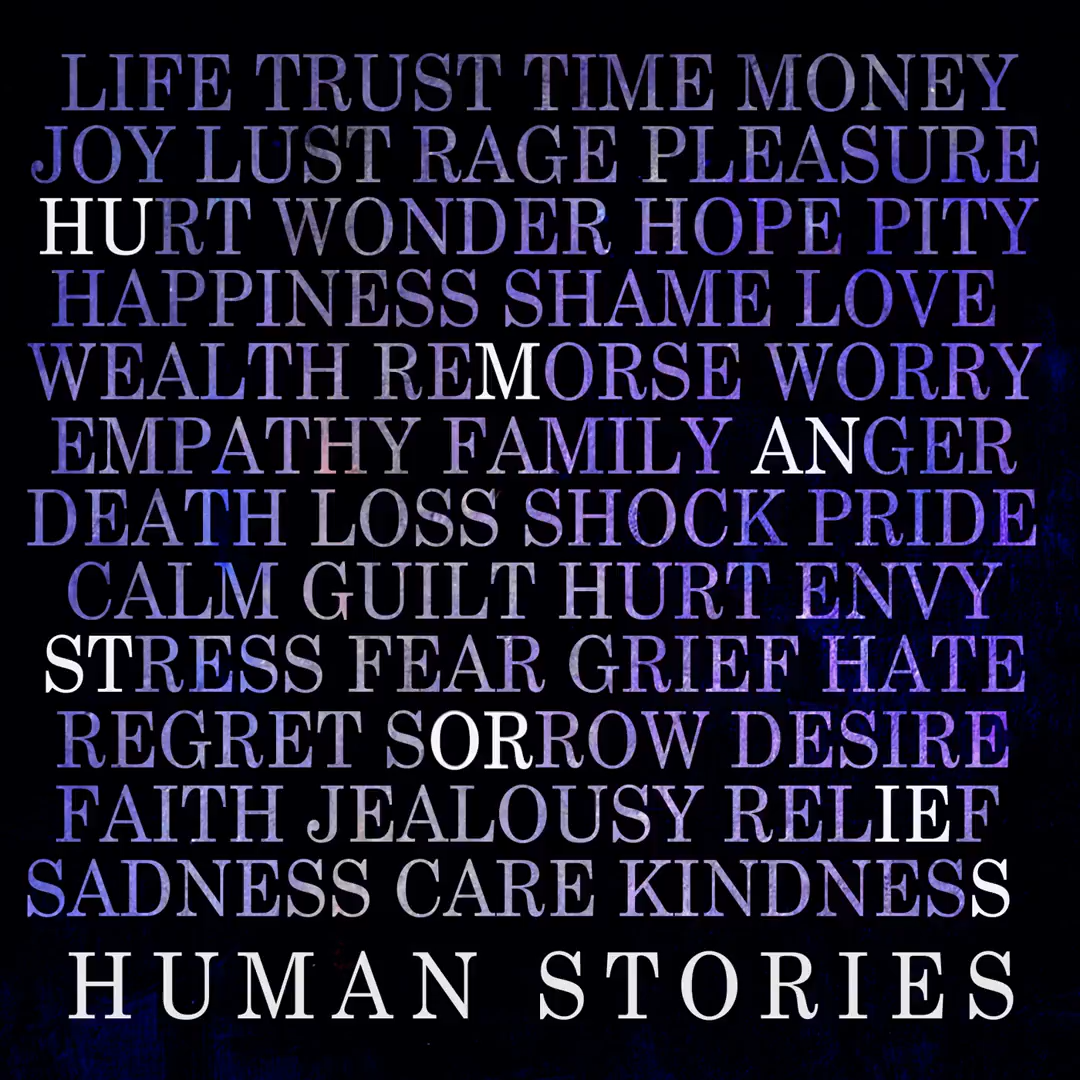 LIFE TRUST TIME MONEY
JOY LUST RAGE PLEASURE
HURT WONDER HOPE PITY
HAPPINESS SHAME LOVE
WEALTH REMORSE WORRY
EMPATHY FAMILY ANGER
DEATH LOSS SHOCK PRIDE
CALM GUILT HURT ENVY
STRESS FEAR GRIEF HATE
REGRET SORROW DESIRE
FAITH JEALOUSY RELIEF
SADNESS CARE KINDNESS
HUMAN STORIES